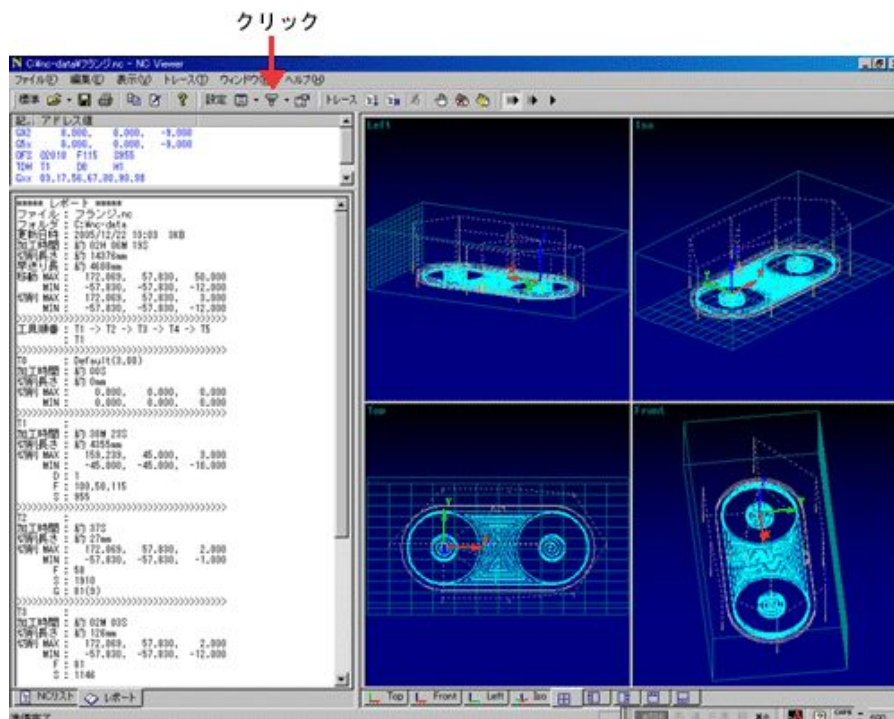 クリック
C:¥nc-data¥フランジ.nc - NC Viewer
ファイル(F) 編集(E) 表示(V) トレース(T) ウィンドウ(W) ヘルプ(H)
標準 設定 トレース
記.. アドレス値
G92 0.000, 0.000, -9.000
G5x 0.000, 0.000, -9.000
OFS O2010 F115 S955
TDH T1 D0 H1
Gxx 03,17,56,67,80,90,98
***** レポート *****
ファイル : フランジ.nc
フォルダ : C:¥nc-data
更新日時 : 2005/12/22 10:03 3KB
加工時間 : 約 02H 06M 19S
切削長さ : 約 14376mm
早送り長 : 約 4688mm
移動 MAX : 172.069, 57.830, 50.000
MIN : -57.830, -57.830, -12.000
切削 MAX : 172.069, 57.830, 3.000
MIN : -57.830, -57.830, -12.000
工具順番 : T1 -> T2 -> T3 -> T4 -> T5
: T1
T0 : Default(3.00)
加工時間 : 約 00S
切削長さ : 約 0mm
切削 MAX : 0.000, 0.000, 0.000
MIN : 0.000, 0.000, 0.000
T1 :
加工時間 : 約 38M 23S
切削長さ : 約 4355mm
切削 MAX : 159.239, 45.000, 3.000
MIN : -45.000, -45.000, -10.000
D : 1
F : 100,50,115
S : 955
T2 :
加工時間 : 約 37S
切削長さ : 約 27mm
切削 MAX : 172.069, 57.830, 2.000
MIN : -57.830, -57.830, -1.000
F : 58
S : 1910
G : 81(9)
T3 :
加工時間 : 約 02M 03S
切削長さ : 約 126mm
切削 MAX : 172.069, 57.830, 2.000
MIN : -57.830, -57.830, -12.000
F : 81
S : 1146
Left
Iso
Top
Front
NCリスト レポート
Top Front Left Iso
準備完了